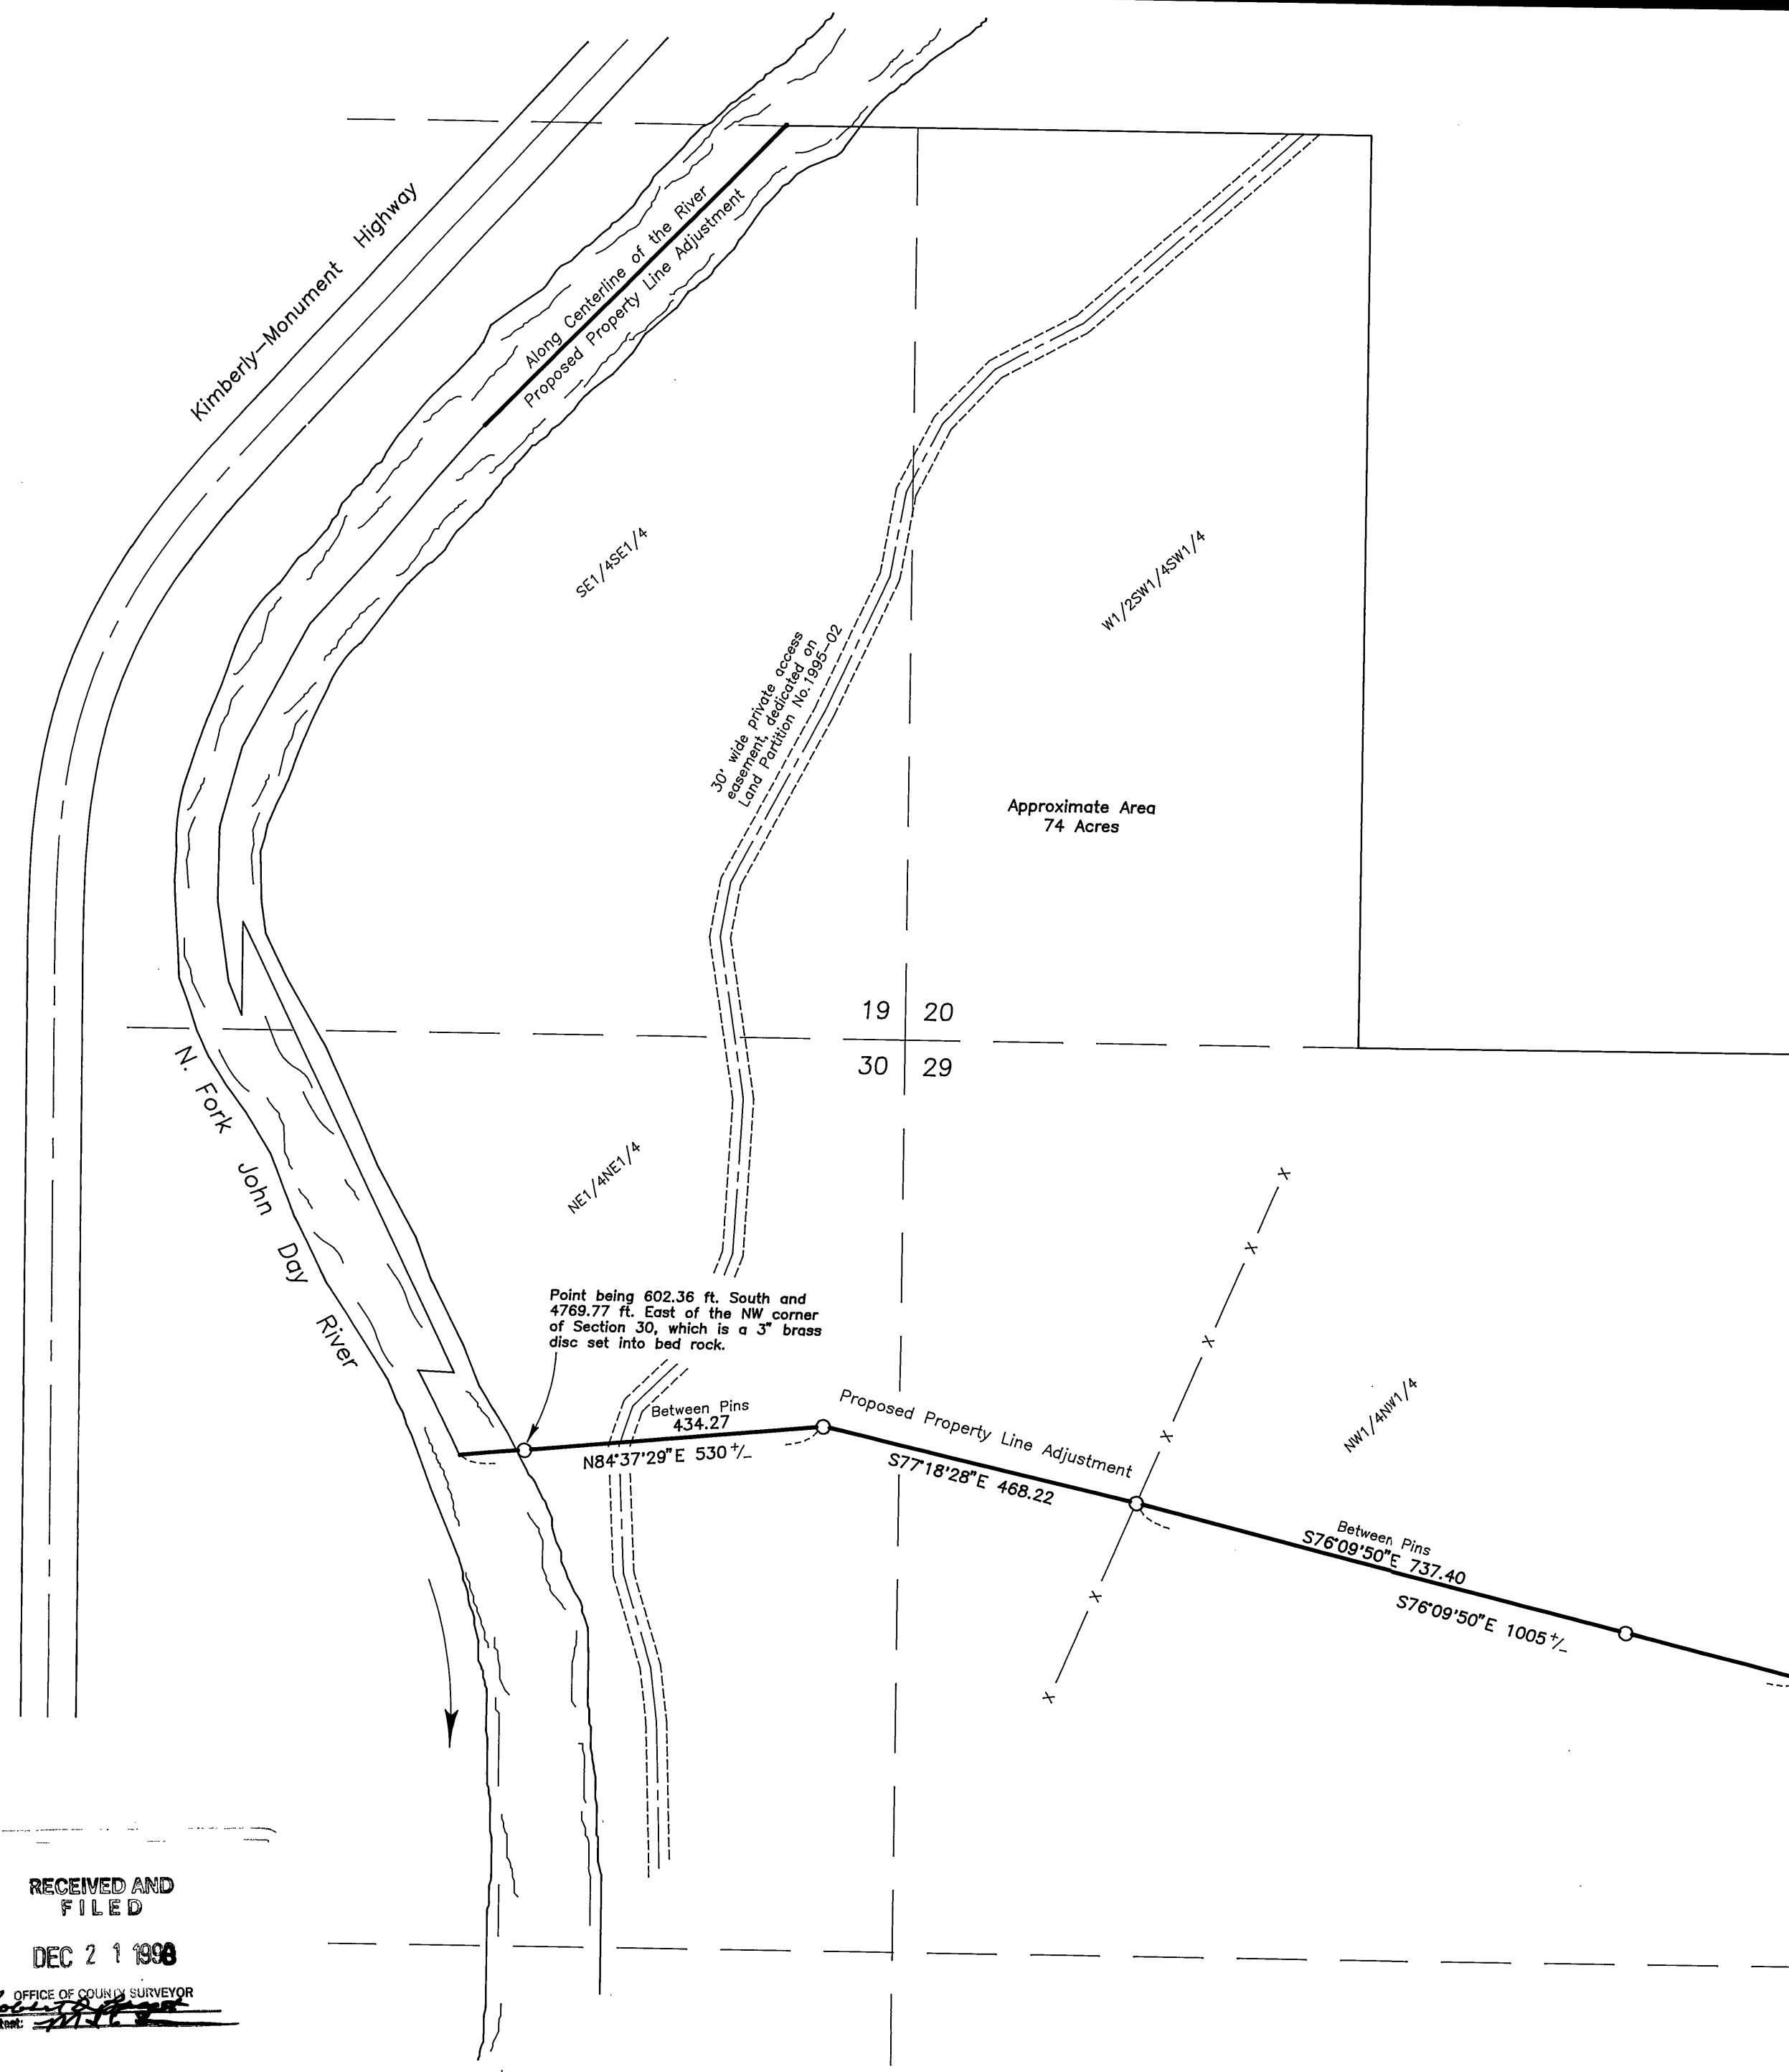 Kimberly-Monument Highway
Along Centerline of the River
Proposed Property Line Adjustment
SE1/4SE1/4
W1/2SW1/4SW1/4
30' wide private access
easement, dedicated on
Land Partition No.1995-02
Approximate Area
74 Acres
19 20
30 29
N. Fork John Day River
NE1/4NE1/4
Point being 602.36 ft. South and
4769.77 ft. East of the NW corner
of Section 30, which is a 3" brass
disc set into bed rock.
Between Pins
434.27
N84°37'29"E 530 +/-
Proposed Property Line Adjustment
S77°18'28"E 468.22
NW1/4NW1/4
Between Pins
S76°09'50"E 737.40
S76°09'50"E 1005 +/-
x
x
x
x
x
x
RECEIVED AND
FILED
DEC 21 1998
OFFICE OF COUNTY SURVEYOR